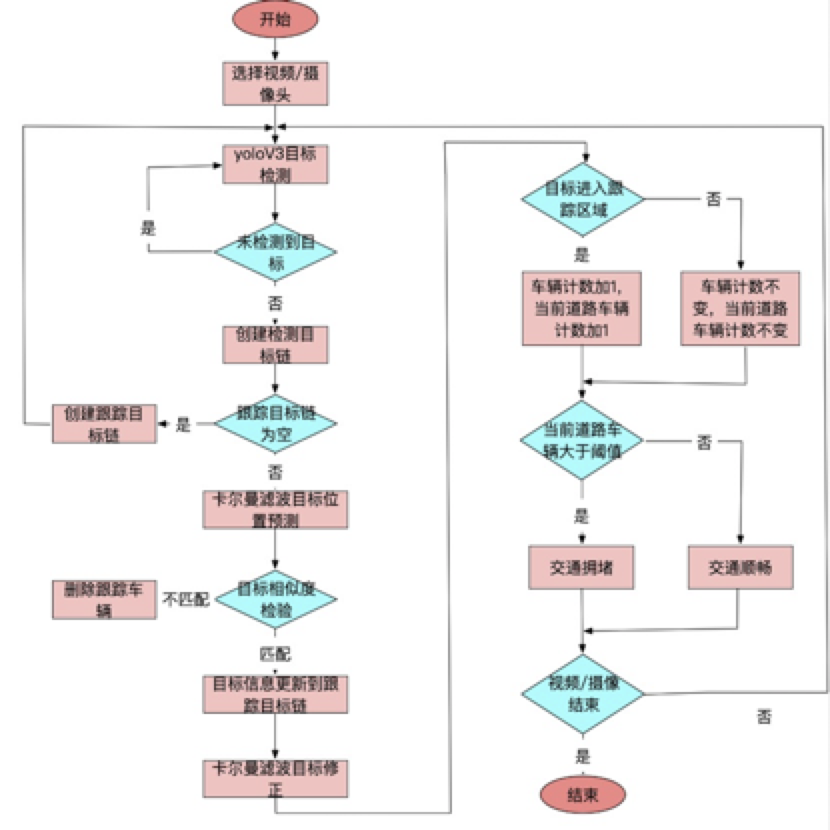 开始
选择视频/摄
像头
yoloV3目标
检测
是
未检测到目
标
否
创建检测目
标链
跟踪目标链
为空
是
创建跟踪目
标链
否
卡尔曼滤波目标位
置预测
目标相似度
检验
不匹配
删除跟踪车
辆
匹配
目标信息更新到跟
踪目标链
卡尔曼滤波目标修
正
目标进入跟
踪区域
否
是
车辆计数加1,
当前道路车辆
计数加1
车辆计数不
变，当前道路
车辆计数不变
当前道路车
辆大于阈值
否
是
交通拥堵
交通顺畅
视频/摄像
结束
否
是
结束